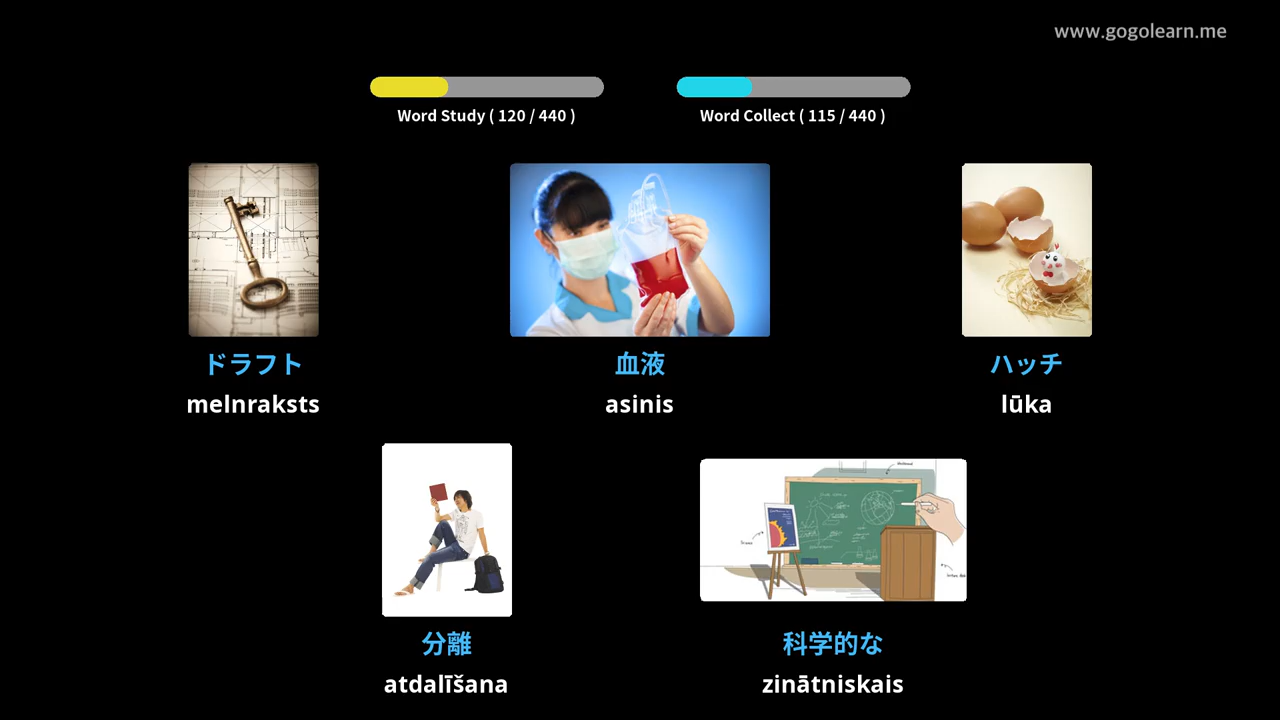 www.gogolearn.me
Word Study ( 120 / 440 )
Word Collect ( 115 / 440 )
ドラフト
melnraksts
血液
asinis
ハッチ
lūka
分離
atdalīšana
科学的な
zinātniskais